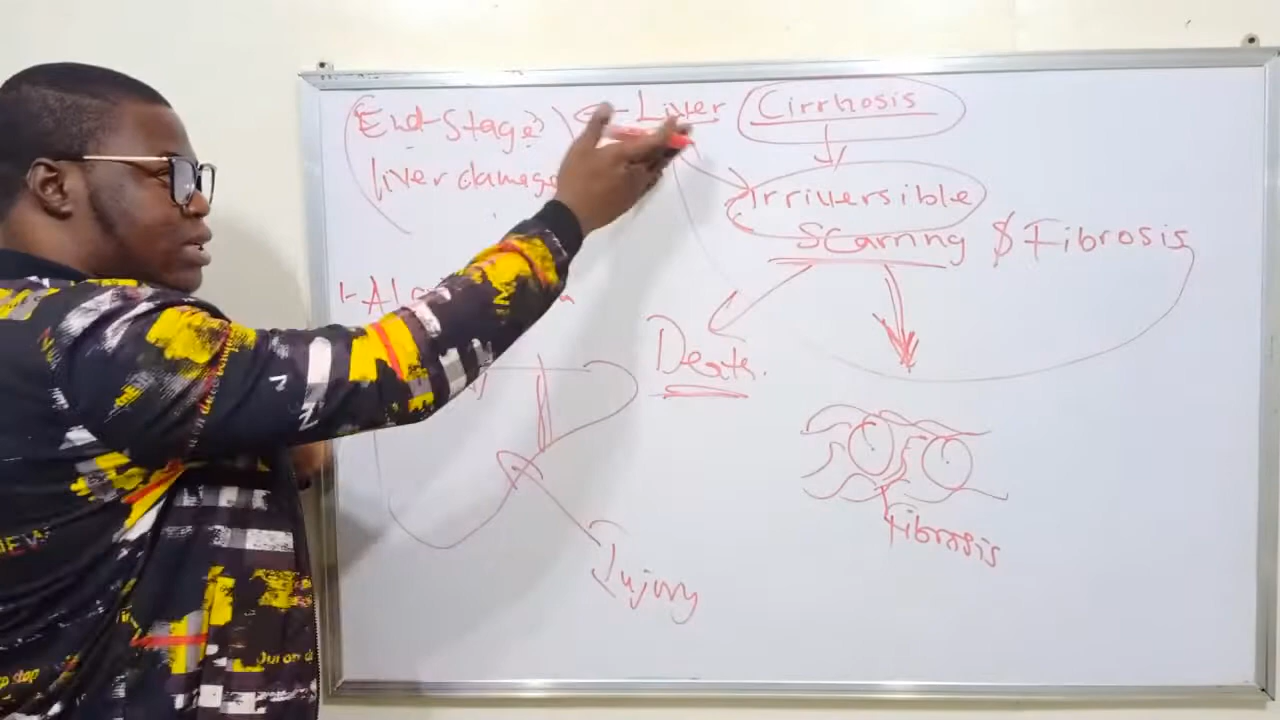 End-Stage
liver damage
Liver Cirrhosis
Irriversible
Scarring $ Fibrosis
Death.
Fibrosis
Injury